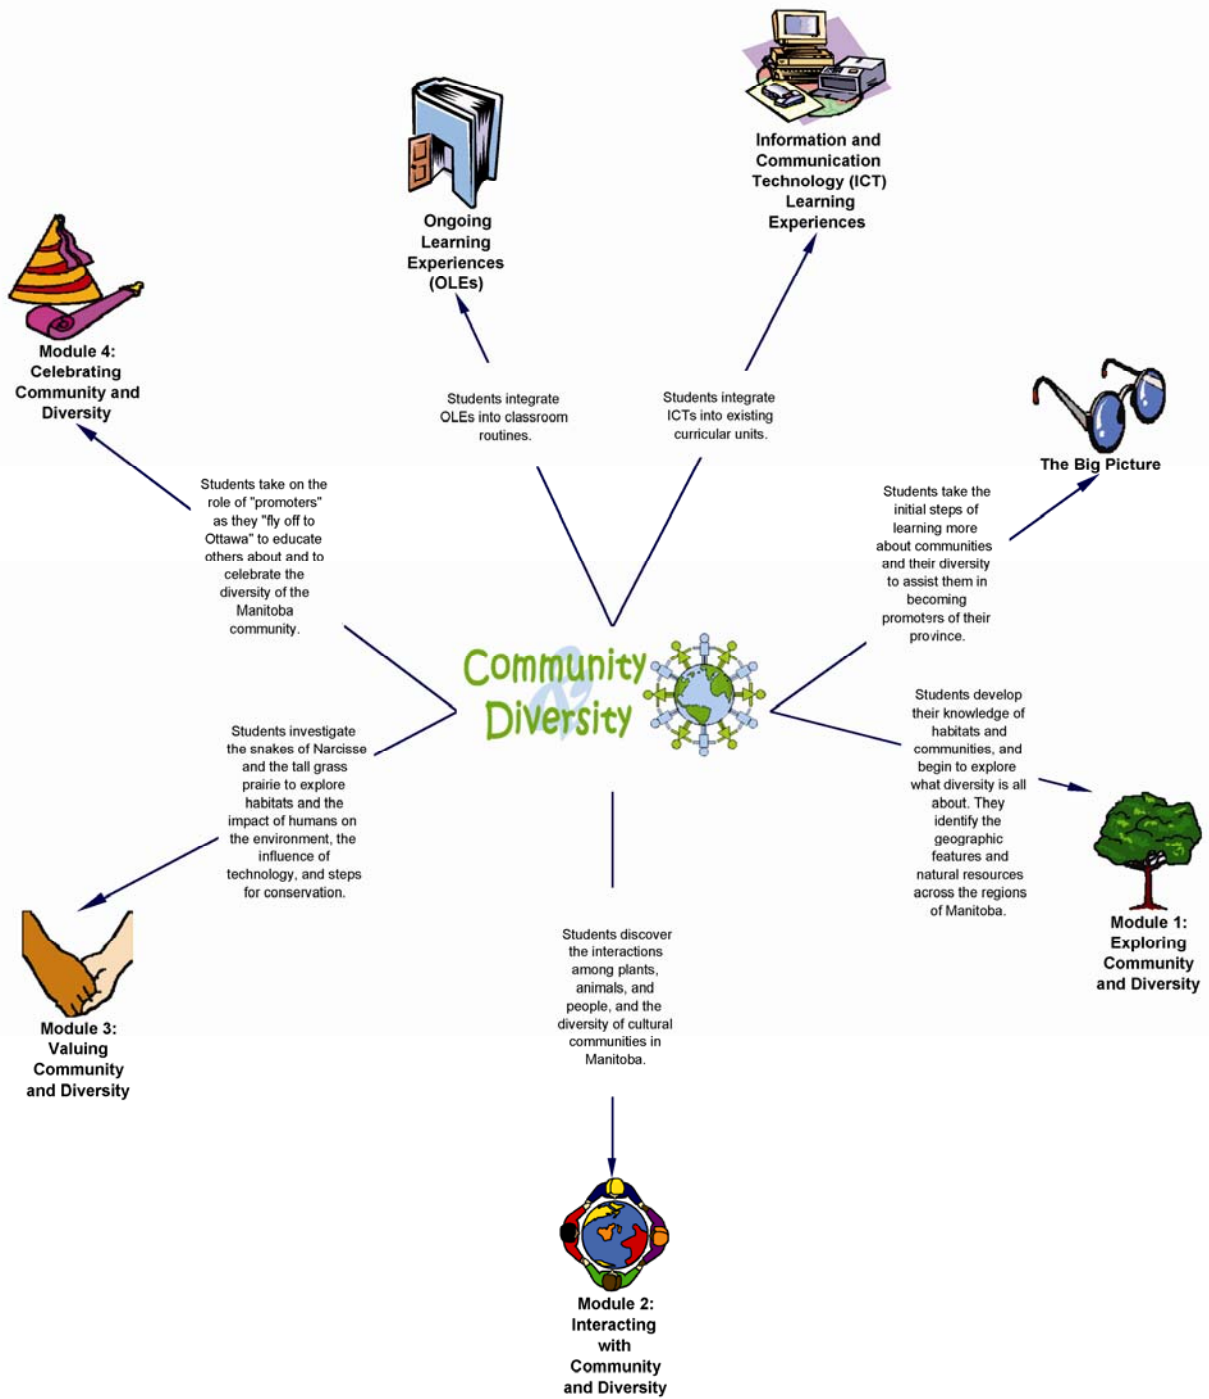 Information and
Communication
Technology (ICT)
Learning
Experiences
Ongoing
Learning
Experiences
(OLEs)
Module 4:
Celebrating
Community and
Diversity
Students integrate
OLEs into classroom
routines.
Students integrate
ICTs into existing
curricular units.
The Big Picture
Students take on the
role of "promoters"
as they "fly off to
Ottawa" to educate
others about and to
celebrate the
diversity of the
Manitoba
community.
Students take the
initial steps of
learning more
about communities
and their diversity
to assist them in
becoming
promoters of their
province.
Community
&
Diversity
Students develop
their knowledge of
habitats and
communities, and
begin to explore
what diversity is all
about. They
identify the
geographic
features and
natural resources
across the regions
of Manitoba.
Students investigate
the snakes of Narcisse
and the tall grass
prairie to explore
habitats and the
impact of humans on
the environment, the
influence of
technology, and steps
for conservation.
Module 1:
Exploring
Community
and Diversity
Students discover
the interactions
among plants,
animals, and
people, and the
diversity of cultural
communities in
Manitoba.
Module 3:
Valuing
Community
and Diversity
Module 2:
Interacting
with
Community
and Diversity